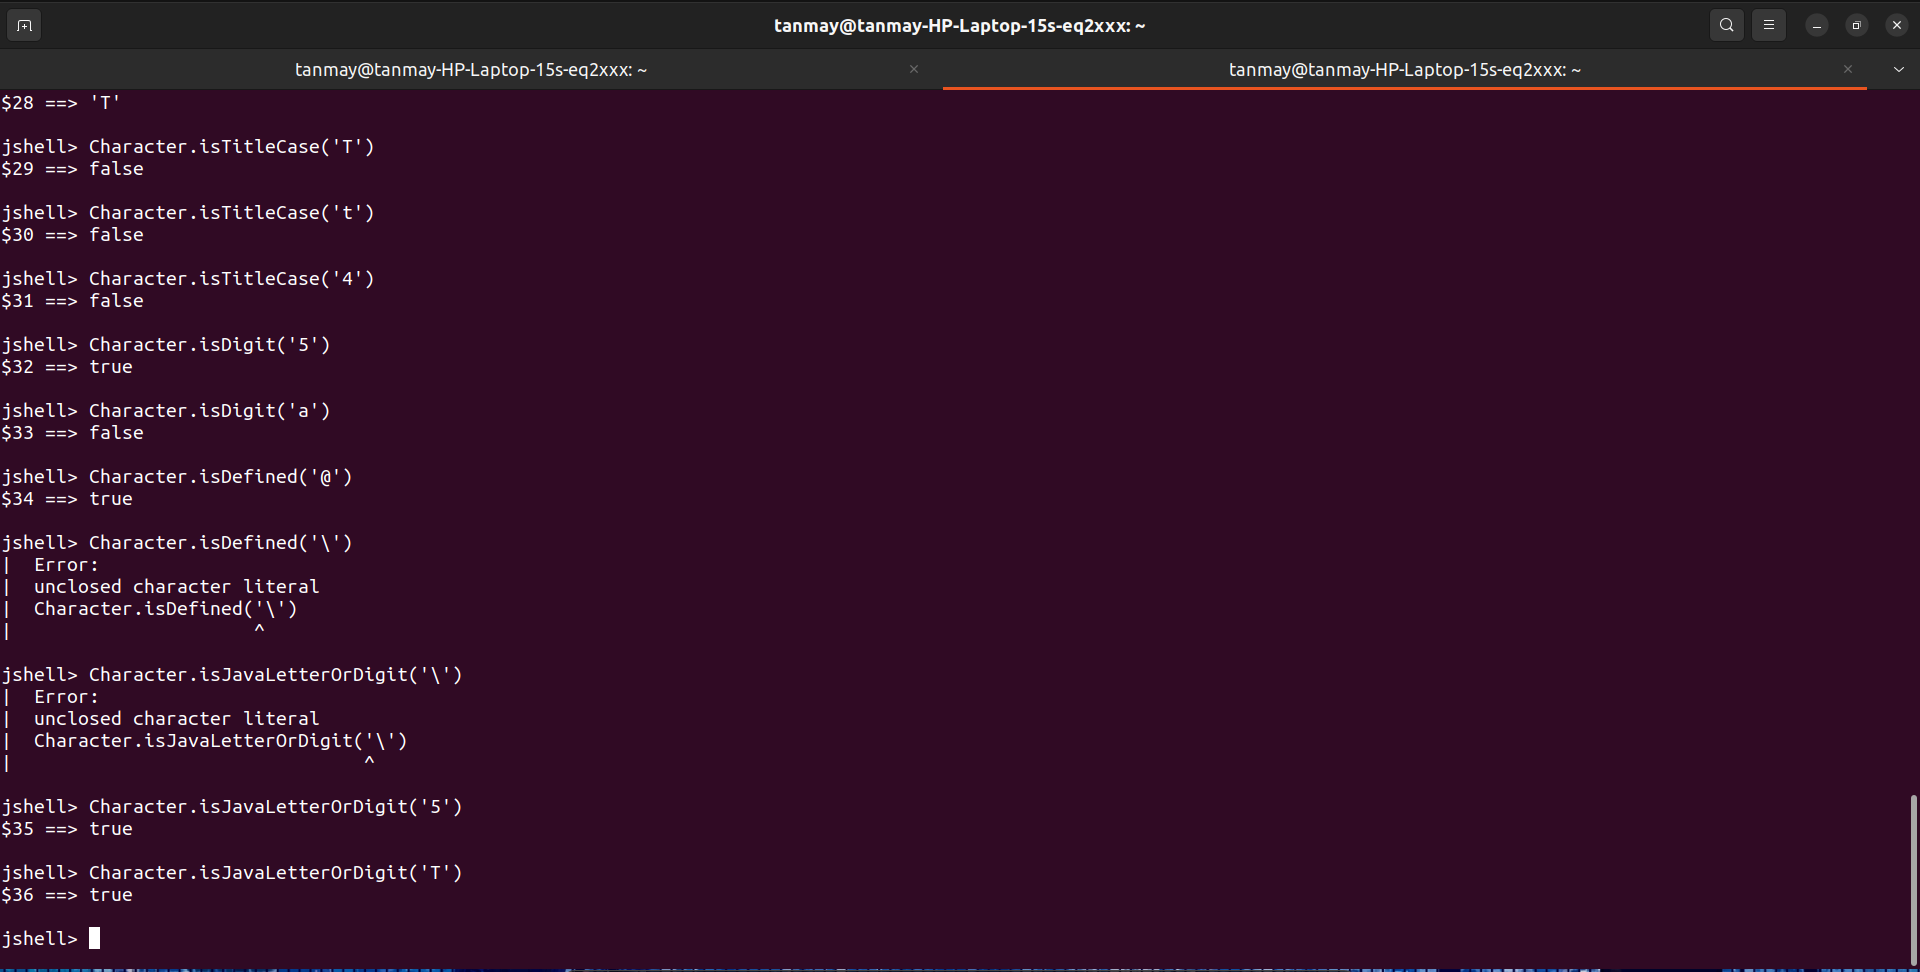 tanmay@tanmay-HP-Laptop-15s-eq2xxx: ~
tanmay@tanmay-HP-Laptop-15s-eq2xxx: ~
tanmay@tanmay-HP-Laptop-15s-eq2xxx: ~
$28 ==> 'T'
jshell> Character.isTitleCase('T')
$29 ==> false
jshell> Character.isTitleCase('t')
$30 ==> false
jshell> Character.isTitleCase('4')
$31 ==> false
jshell> Character.isDigit('5')
$32 ==> true
jshell> Character.isDigit('a')
$33 ==> false
jshell> Character.isDefined('@')
$34 ==> true
jshell> Character.isDefined('\')
|  Error:
|  unclosed character literal
|  Character.isDefined('\')
|                      ^
jshell> Character.isJavaLetterOrDigit('\')
|  Error:
|  unclosed character literal
|  Character.isJavaLetterOrDigit('\')
|                                ^
jshell> Character.isJavaLetterOrDigit('5')
$35 ==> true
jshell> Character.isJavaLetterOrDigit('T')
$36 ==> true
jshell>